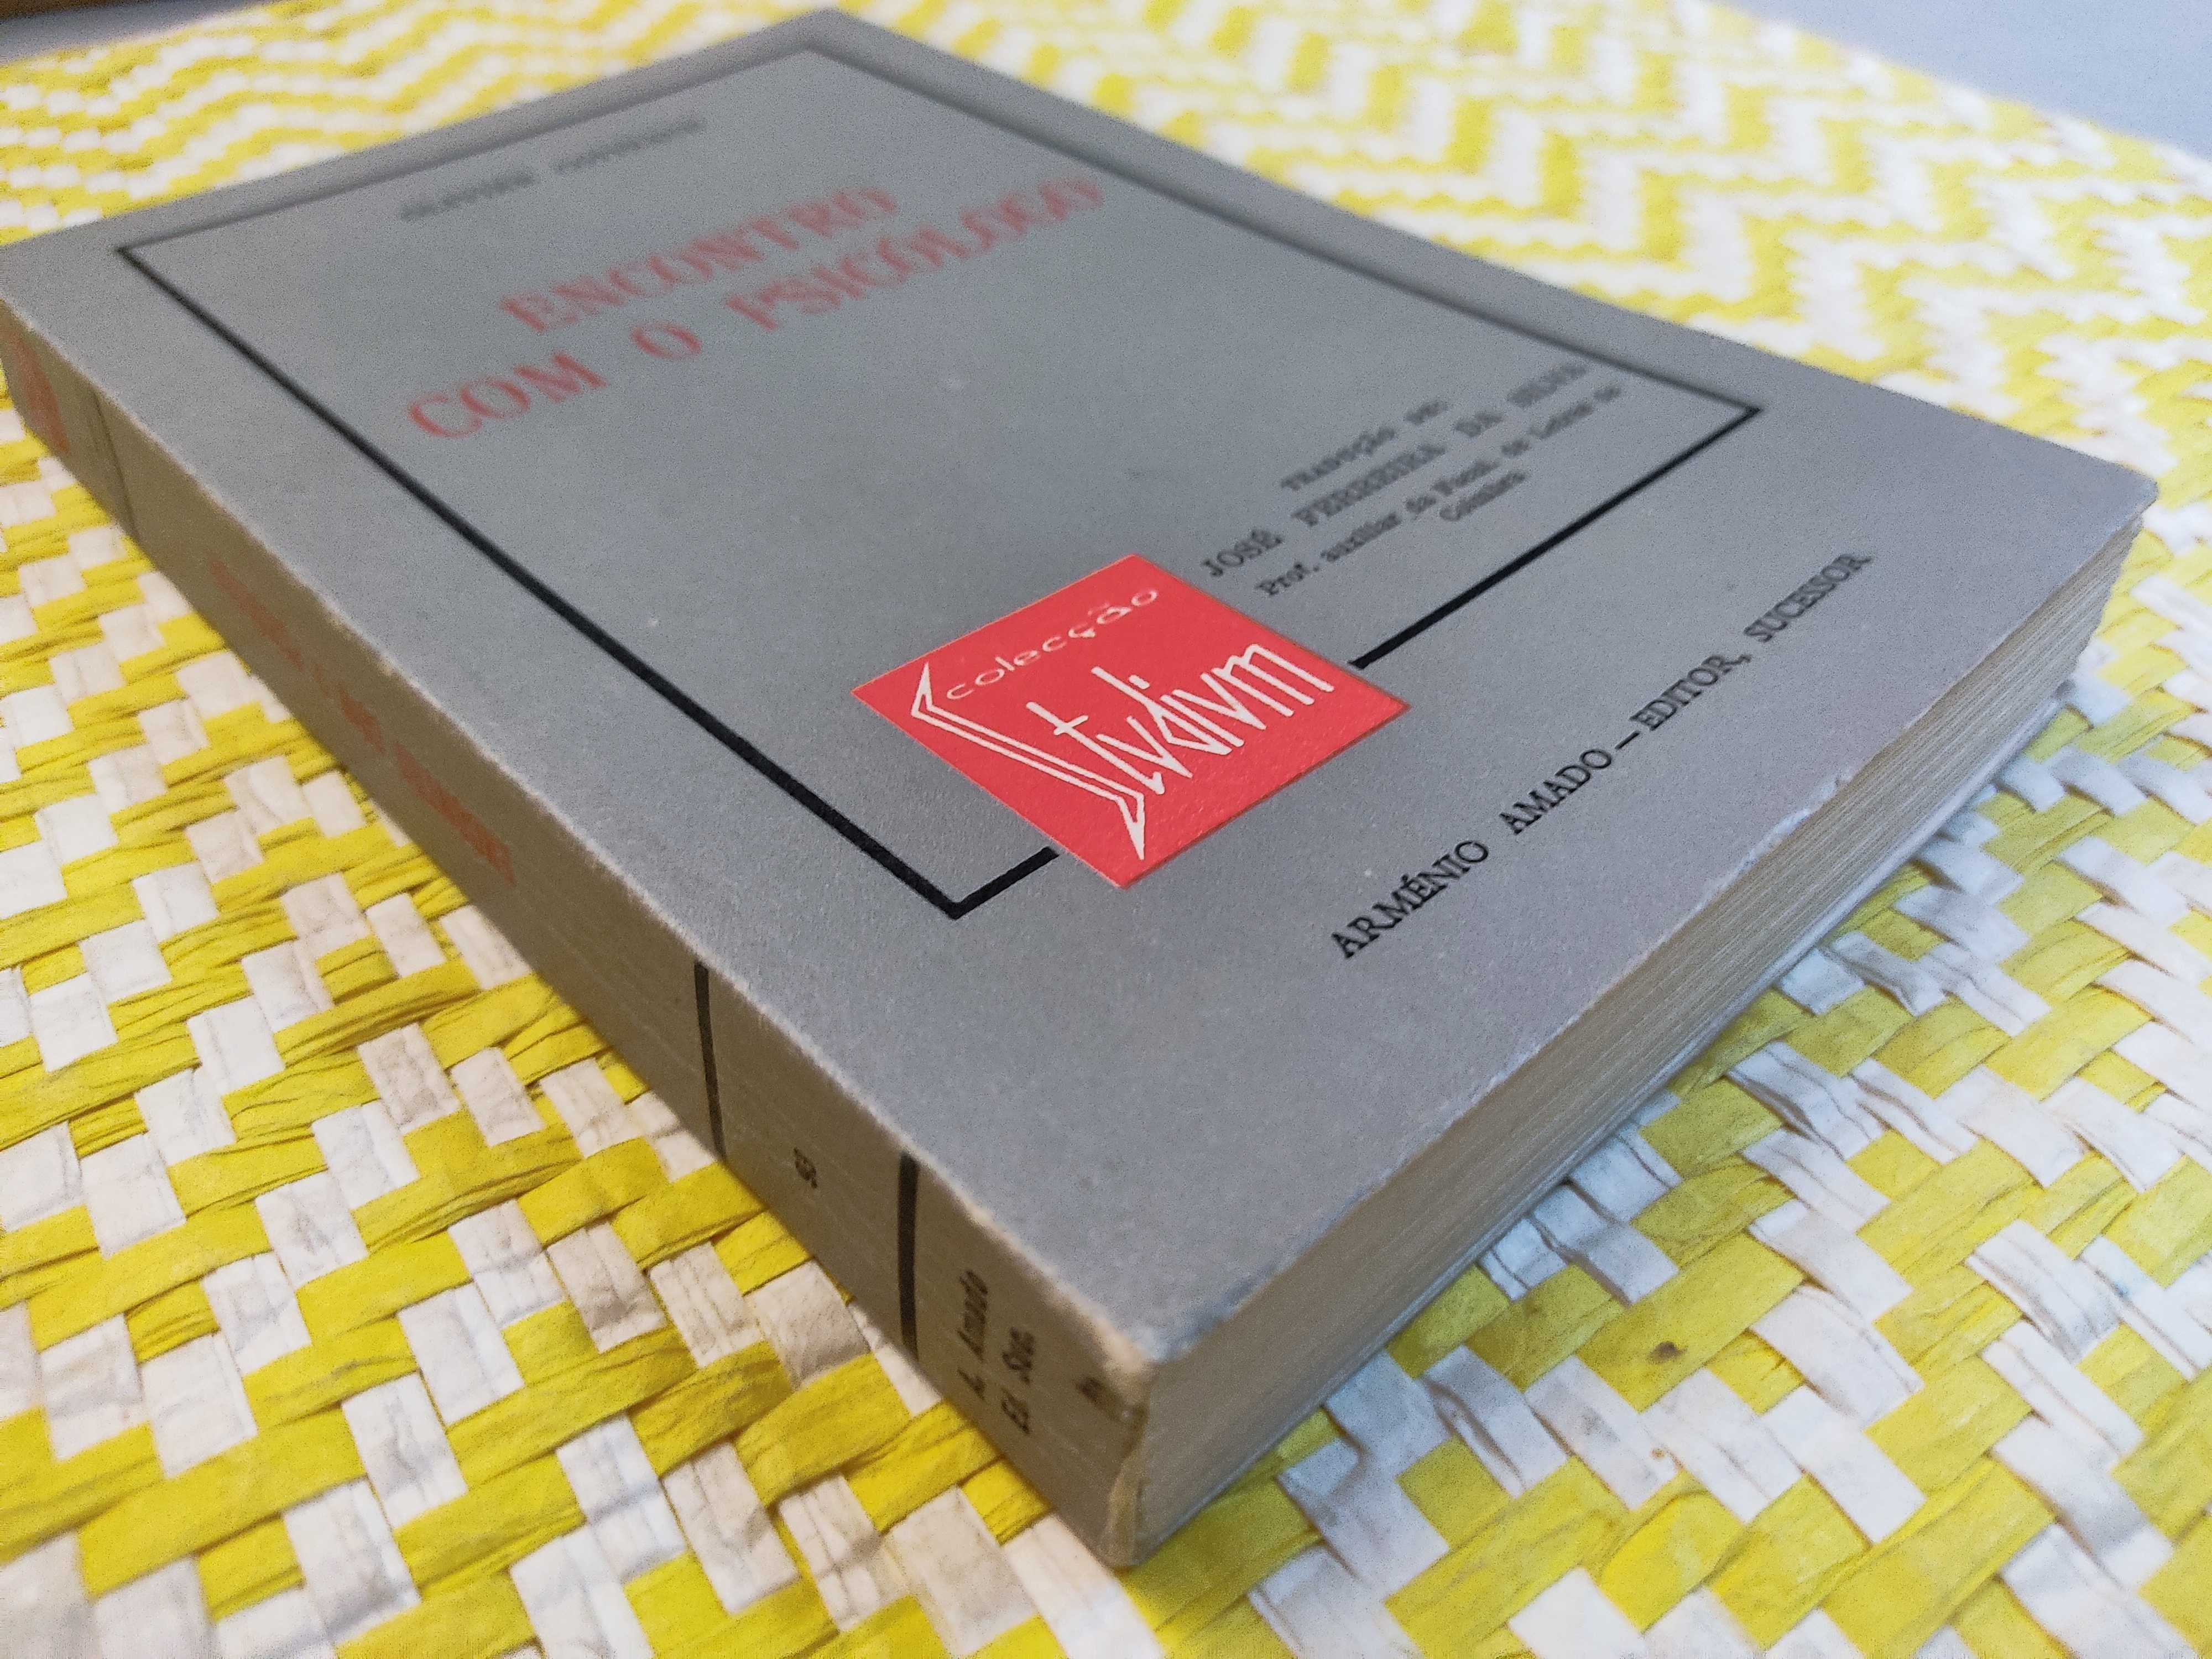 ENCONTRO
COM O PSICÓLOGO
TRADUÇÃO DE:
JOSÉ FERREIRA DA SILVA
Prof. auxiliar da Facul. de Letras de
Coimbra
colecção
Stvdivm
ARMÉNIO AMADO — EDITOR, SUCESSOR
A. Amado
Ed. Suc.